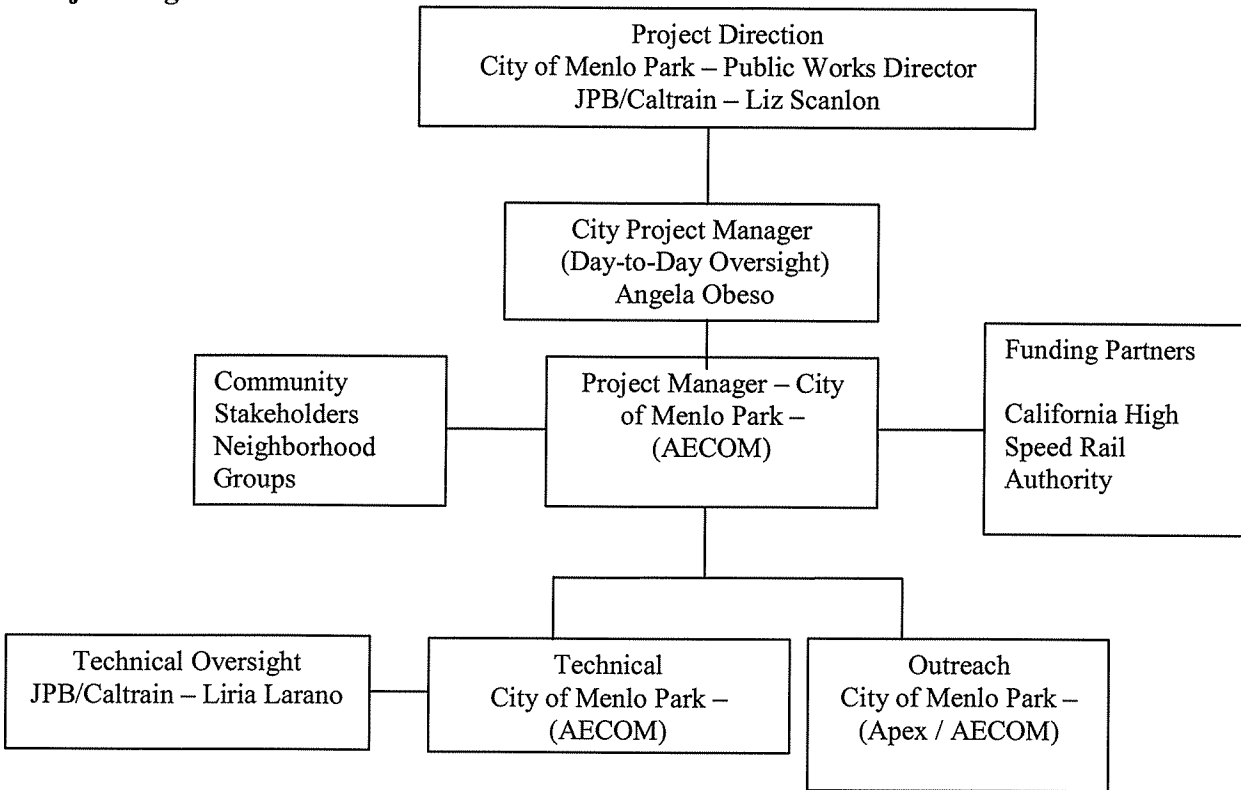 Project Direction
City of Menlo Park – Public Works Director
JPB/Caltrain – Liz Scanlon
City Project Manager
(Day-to-Day Oversight)
Angela Obeso
Community
Stakeholders
Neighborhood
Groups
Project Manager – City
of Menlo Park –
(AECOM)
Funding Partners
California High
Speed Rail
Authority
Technical Oversight
JPB/Caltrain – Liria Larano
Technical
City of Menlo Park –
(AECOM)
Outreach
City of Menlo Park –
(Apex / AECOM)